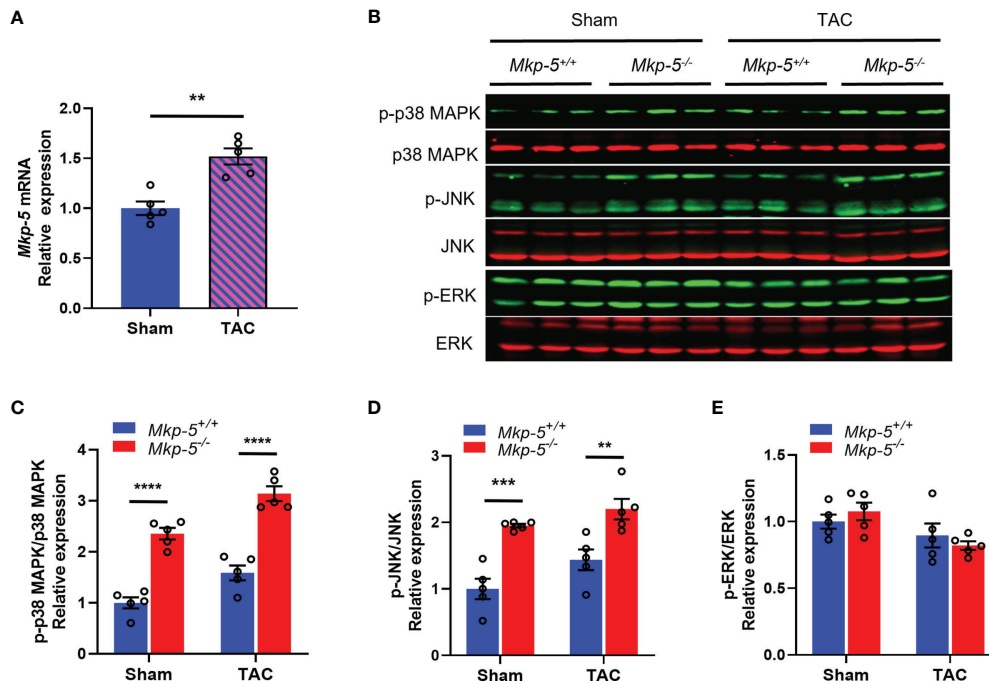 A
**
Mkp-5 mRNA
Relative expression
2.0
1.5
1.0
0.5
0.0
Sham
TAC
B
Sham
TAC
Mkp-5+/+
Mkp-5-/-
Mkp-5+/+
Mkp-5-/-
p-p38 MAPK
p38 MAPK
p-JNK
JNK
p-ERK
ERK
C
Mkp-5+/+
Mkp-5-/-
****
****
p-p38 MAPK/p38 MAPK
Relative expression
4
3
2
1
0
Sham
TAC
D
Mkp-5+/+
Mkp-5-/-
***
**
p-JNK/JNK
Relative expression
3
2
1
0
Sham
TAC
E
Mkp-5+/+
Mkp-5-/-
p-ERK/ERK
Relative expression
1.5
1.0
0.5
0.0
Sham
TAC